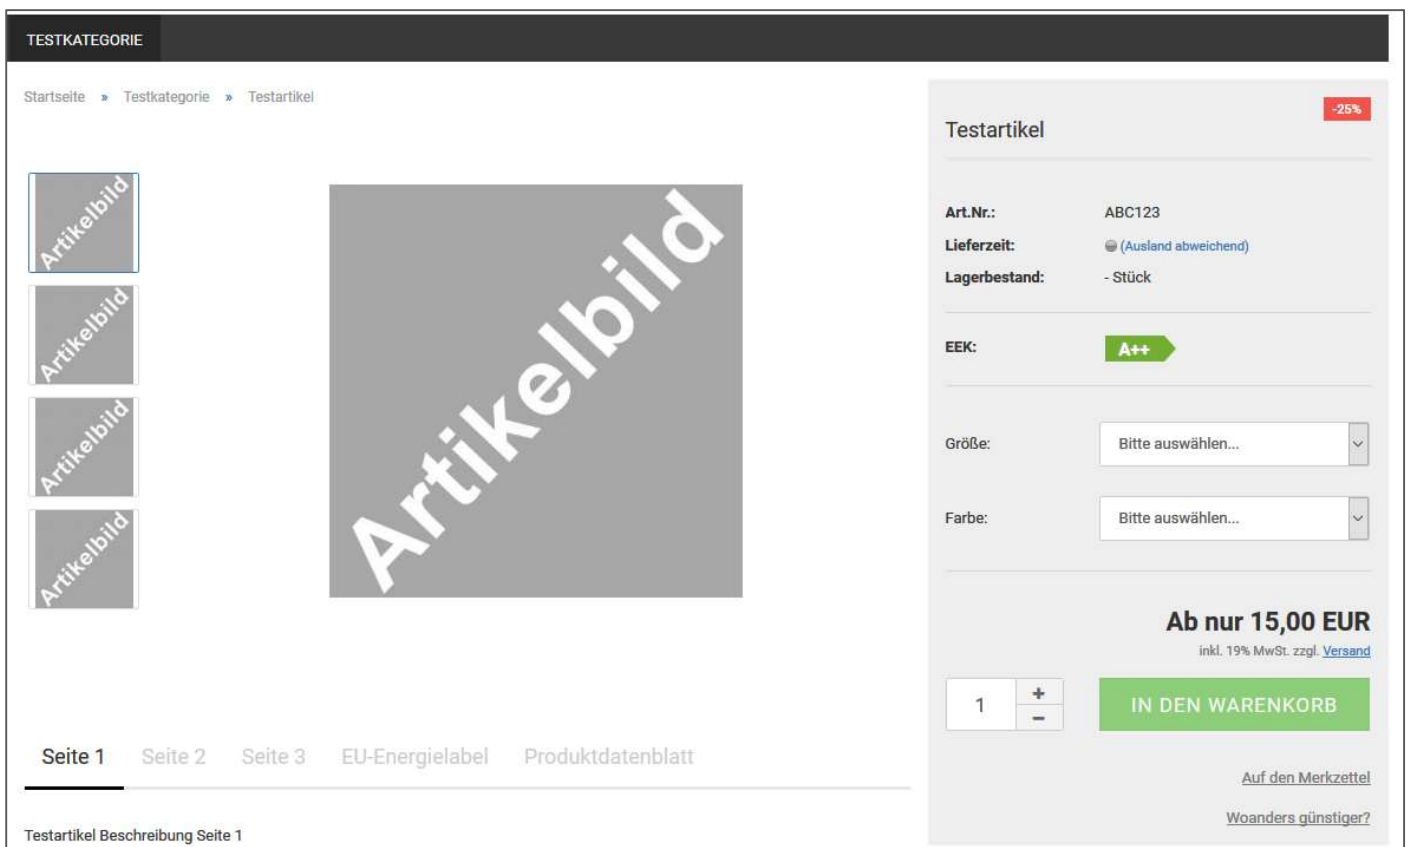 TESTKATEGORIE
Startseite » Testkategorie » Testartikel
Artikelbild
Artikelbild
Artikelbild
Artikelbild
Artikelbild
Seite 1 Seite 2 Seite 3 EU-Energielabel Produktdatenblatt
Testartikel Beschreibung Seite 1
-25%
Testartikel
Art.Nr.: ABC123
Lieferzeit: (Ausland abweichend)
Lagerbestand: - Stück
EEK: A++
Größe: Bitte auswählen...
Farbe: Bitte auswählen...
Ab nur 15,00 EUR
inkl. 19% MwSt. zzgl. Versand
1 + −
IN DEN WARENKORB
Auf den Merkzettel
Woanders günstiger?